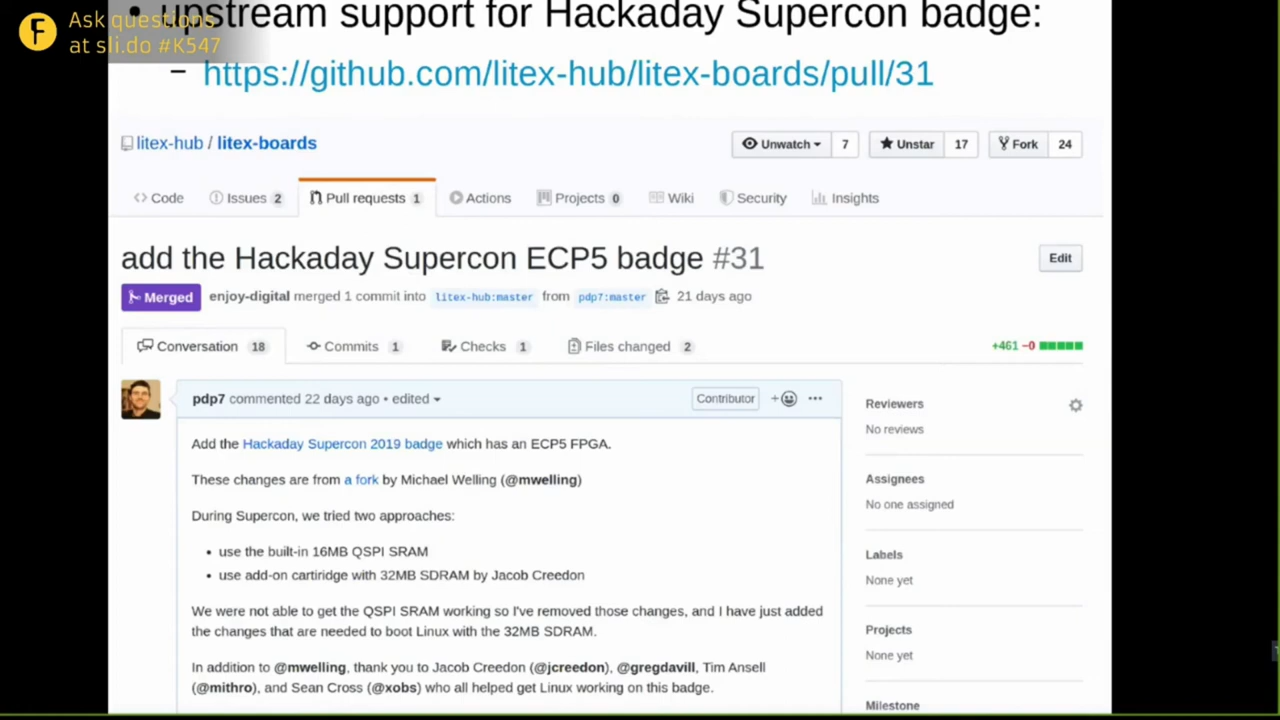 Ask questions
at sli.do #K547
• upstream support for Hackaday Supercon badge:
– https://github.com/litex-hub/litex-boards/pull/31
litex-hub / litex-boards
Unwatch 7
Unstar 17
Fork 24
Code
Issues 2
Pull requests 1
Actions
Projects 0
Wiki
Security
Insights
add the Hackaday Supercon ECP5 badge #31
Edit
Merged
enjoy-digital merged 1 commit into litex-hub:master from pdp7:master 21 days ago
Conversation 18
Commits 1
Checks 1
Files changed 2
+461 −0
pdp7 commented 22 days ago • edited
Contributor
Add the Hackaday Supercon 2019 badge which has an ECP5 FPGA.
These changes are from a fork by Michael Welling (@mwelling)
During Supercon, we tried two approaches:
• use the built-in 16MB QSPI SRAM
• use add-on cartiridge with 32MB SDRAM by Jacob Creedon
We were not able to get the QSPI SRAM working so I've removed those changes, and I have just added
the changes that are needed to boot Linux with the 32MB SDRAM.
In addition to @mwelling, thank you to Jacob Creedon (@jcreedon), @gregdavill, Tim Ansell
(@mithro), and Sean Cross (@xobs) who all helped get Linux working on this badge.
Reviewers
No reviews
Assignees
No one assigned
Labels
None yet
Projects
None yet
Milestone